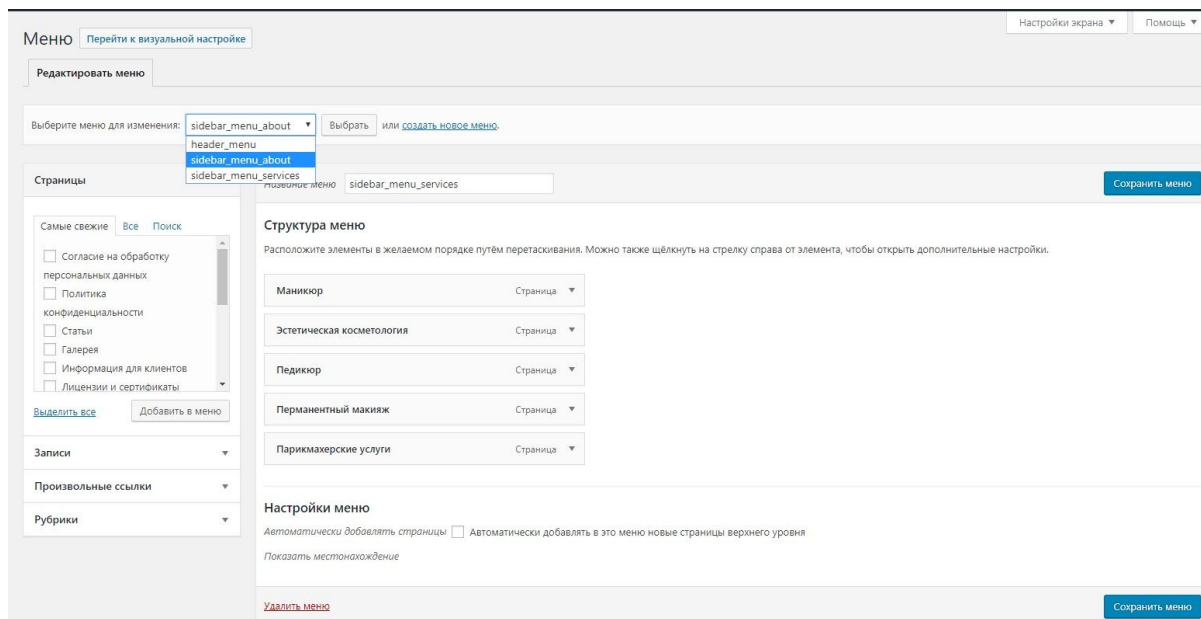 Настройки экрана ▼ Помощь ▼
Меню Перейти к визуальной настройке
Редактировать меню
Выберите меню для изменения: sidebar_menu_about ▼ Выбрать или создать новое меню.
header_menu
sidebar_menu_about
sidebar_menu_services
Страницы
Название меню sidebar_menu_services Сохранить меню
Самые свежие Все Поиск
Согласие на обработку
персональных данных
Политика
конфиденциальности
Статьи
Галерея
Информация для клиентов
Лицензии и сертификаты
Выделить все Добавить в меню
Записи ▼
Произвольные ссылки ▼
Рубрики ▼
Структура меню
Расположите элементы в желаемом порядке путём перетаскивания. Можно также щёлкнуть на стрелку справа от элемента, чтобы открыть дополнительные настройки.
Маникюр Страница ▼
Эстетическая косметология Страница ▼
Педикюр Страница ▼
Перманентный макияж Страница ▼
Парикмахерские услуги Страница ▼
Настройки меню
Автоматически добавлять страницы Автоматически добавлять в это меню новые страницы верхнего уровня
Показать местонахождение
Удалить меню Сохранить меню